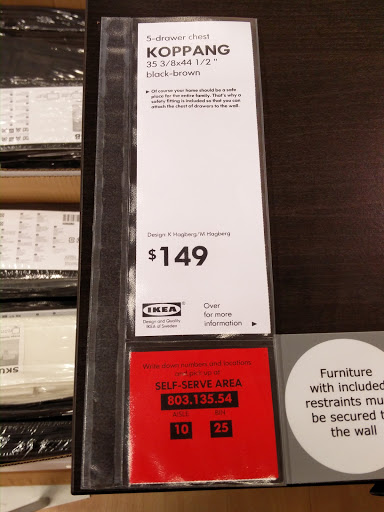 5-drawer chest
KOPPANG
35 3/8x44 1/2 "
black-brown
▸ Of course your home should be a safe
place for the entire family. That's why a
safety fitting is included so that you can
attach the chest of drawers to the wall.
Design: K Hagberg/M Hagberg
$149
IKEA®
Design and Quality
IKEA of Sweden
Over
for more
information ▸
Write down numbers and locations
and pick up at
SELF-SERVE AREA
803.135.54
AISLE BIN
10 25
Furniture
with included
restraints mu
be secured t
the wall